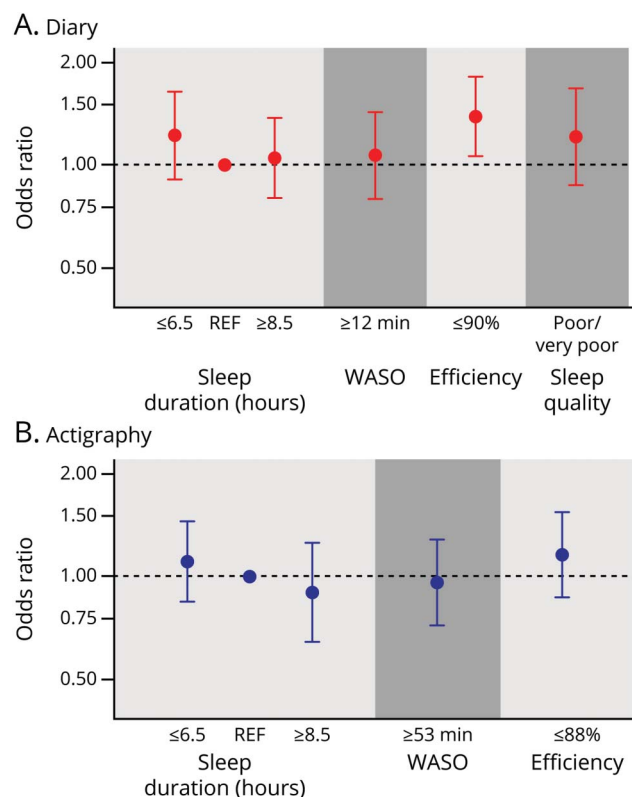 A. Diary
2.00
1.50
1.00
0.75
0.50
Odds ratio
≤6.5 REF ≥8.5 ≥12 min ≤90% Poor/
very poor
Sleep WASO Efficiency Sleep
duration (hours) quality
B. Actigraphy
2.00
1.50
1.00
0.75
0.50
Odds ratio
≤6.5 REF ≥8.5 ≥53 min ≤88%
Sleep WASO Efficiency
duration (hours)